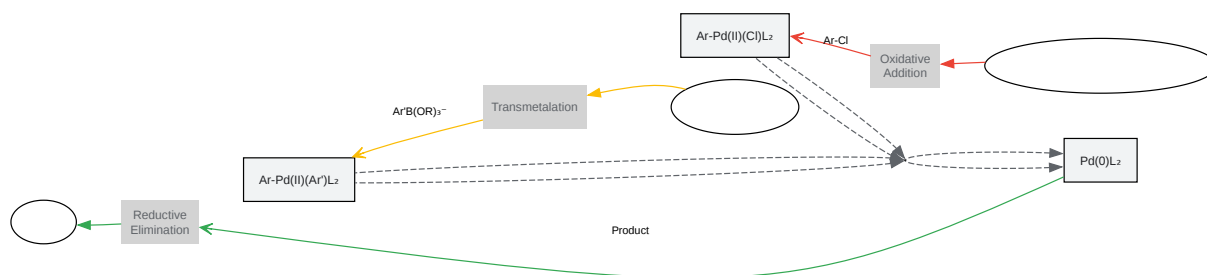 Ar-Pd(II)(Cl)L₂
Ar-Cl
Oxidative
Addition
Ar'B(OR)₃⁻
Transmetalation
Ar-Pd(II)(Ar')L₂
Pd(0)L₂
Reductive
Elimination
Product